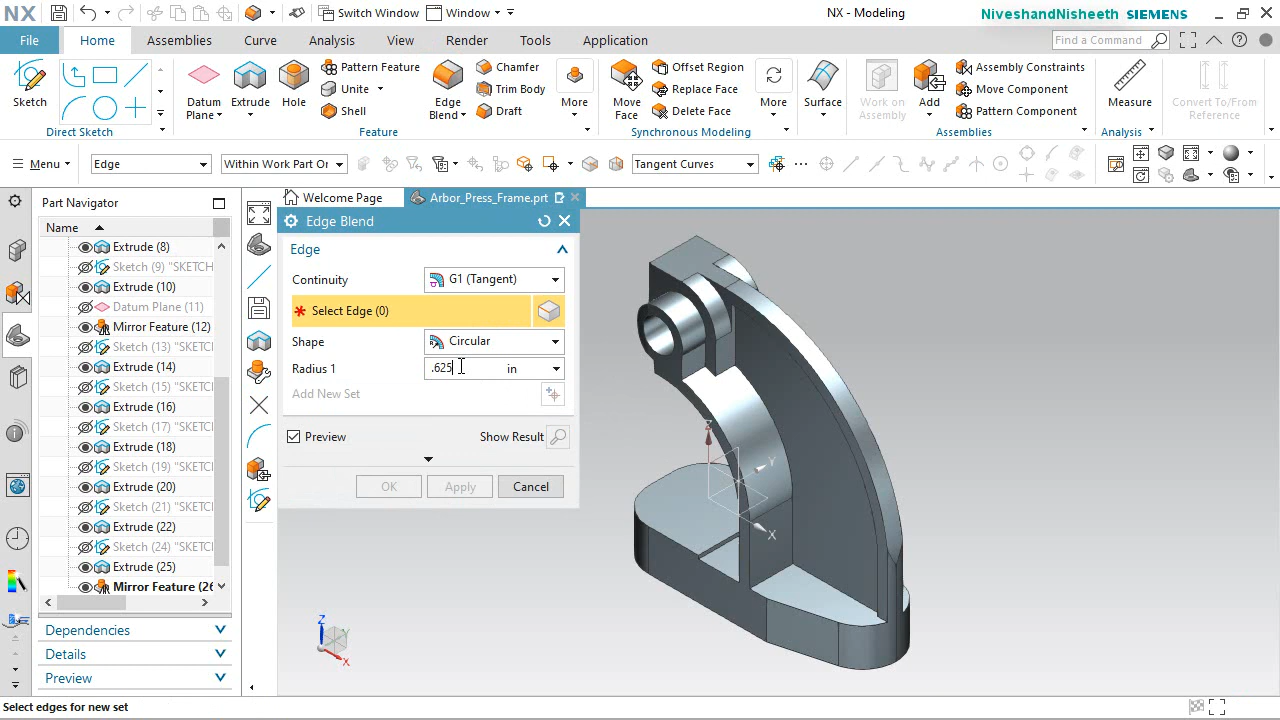 NX
Switch Window
Window
NX - Modeling
NiveshandNisheeth SIEMENS
File
Home
Assemblies
Curve
Analysis
View
Render
Tools
Application
Find a Command
Sketch
Direct Sketch
Datum Plane
Extrude
Hole
Pattern Feature
Unite
Shell
Edge Blend
Chamfer
Trim Body
Draft
More
Feature
Move Face
Offset Region
Replace Face
Delete Face
More
Synchronous Modeling
Surface
Work on Assembly
Add
Assembly Constraints
Move Component
Pattern Component
Assemblies
Measure
Analysis
Convert To/From Reference
Menu
Edge
Within Work Part On
Tangent Curves
Part Navigator
Name
Extrude (8)
Sketch (9) "SKETCH
Extrude (10)
Datum Plane (11)
Mirror Feature (12)
Sketch (13) "SKETC
Extrude (14)
Sketch (15) "SKETC
Extrude (16)
Sketch (17) "SKETC
Extrude (18)
Sketch (19) "SKETC
Extrude (20)
Sketch (21) "SKETC
Extrude (22)
Sketch (24) "SKETC
Extrude (25)
Mirror Feature (26
Dependencies
Details
Preview
Welcome Page
Arbor_Press_Frame.prt
Edge Blend
Edge
Continuity
G1 (Tangent)
* Select Edge (0)
Shape
Circular
Radius 1
.625
in
Add New Set
Preview
Show Result
OK
Apply
Cancel
Z
Y
X
Z
Y
X
Select edges for new set